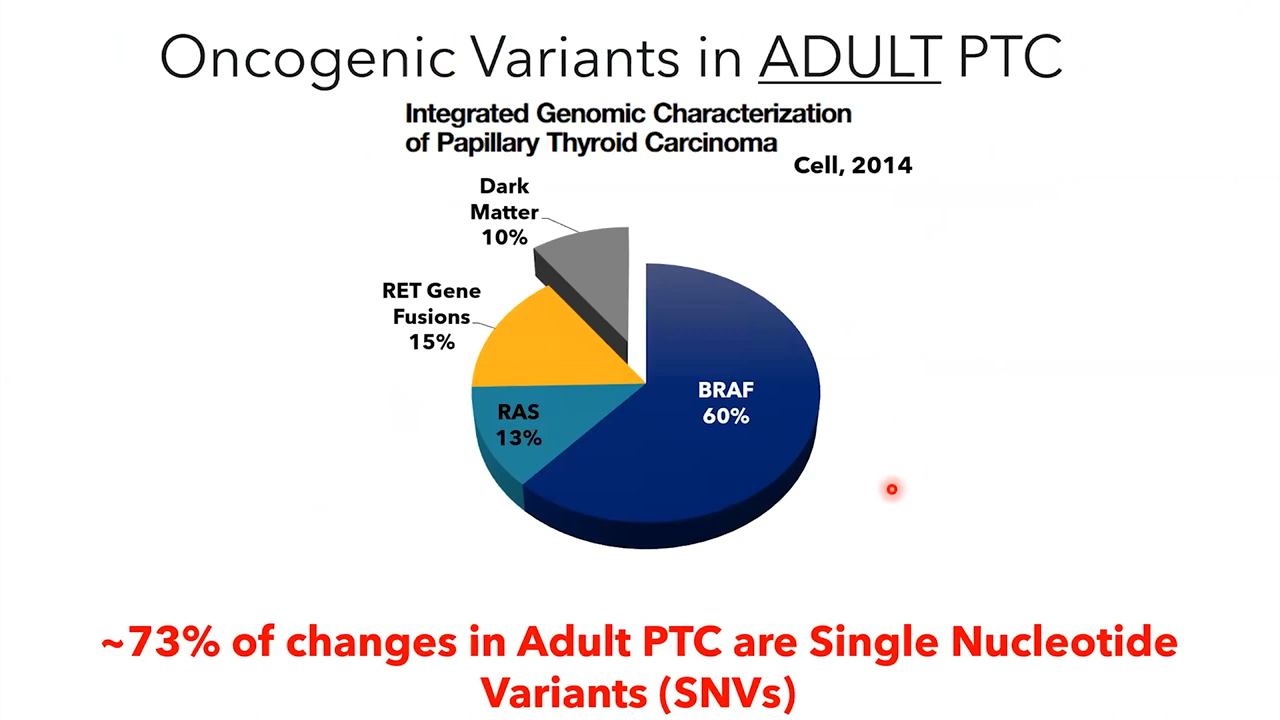 Oncogenic Variants in ADULT PTC
Integrated Genomic Characterization
of Papillary Thyroid Carcinoma
Cell, 2014
Dark
Matter
10%
RET Gene
Fusions
15%
RAS
13%
BRAF
60%
~73% of changes in Adult PTC are Single Nucleotide
Variants (SNVs)